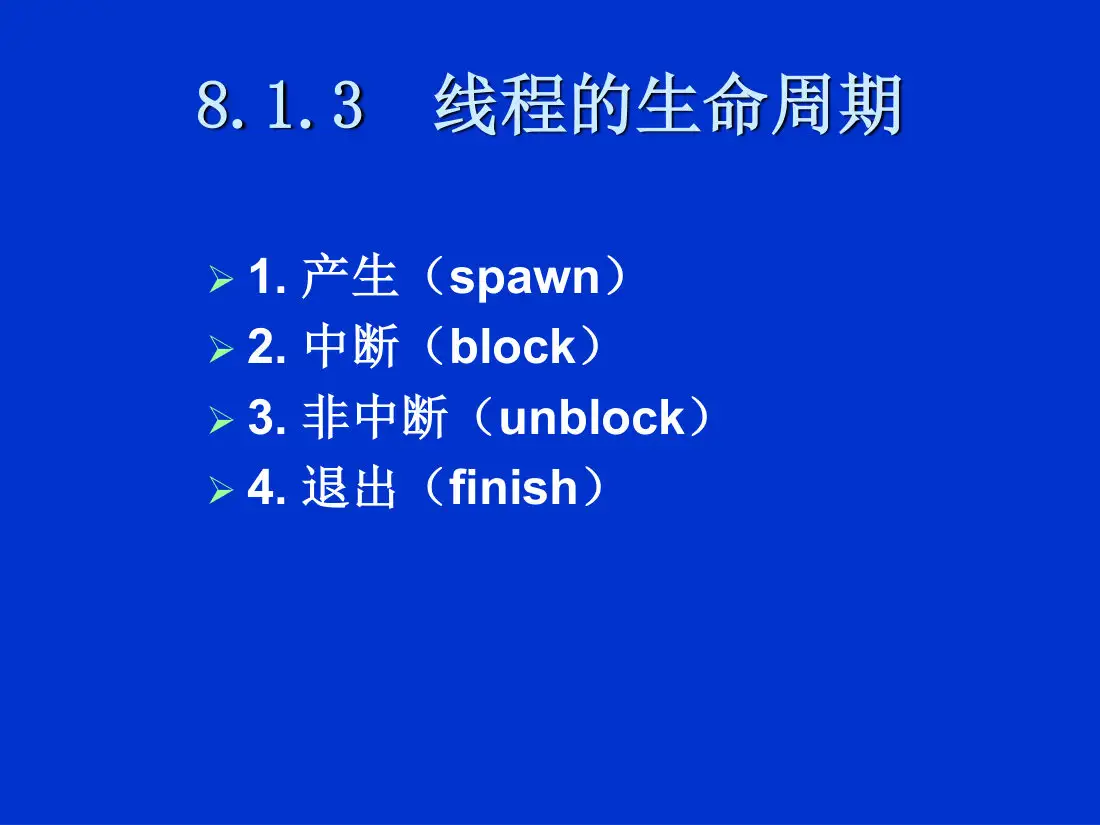 8.1.3 线程的生命周期
1. 产生（spawn）
2. 中断（block）
3. 非中断（unblock）
4. 退出（finish）